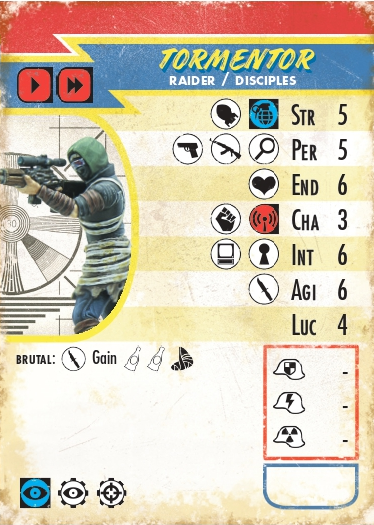 TORMENTOR
RAIDER / DISCIPLES
STR 5
PER 5
END 6
CHA 3
INT 6
AGI 6
LUC 4
BRUTAL: Gain
-
-
-